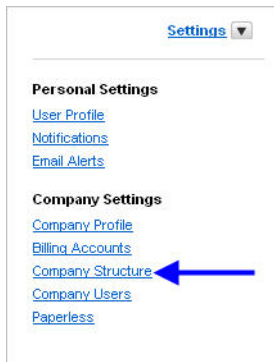 Settings
Personal Settings
User Profile
Notifications
Email Alerts
Company Settings
Company Profile
Billing Accounts
Company Structure
Company Users
Paperless